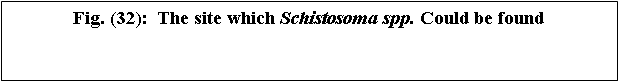 Fig. (32):  The site which Schistosoma spp. Could be found